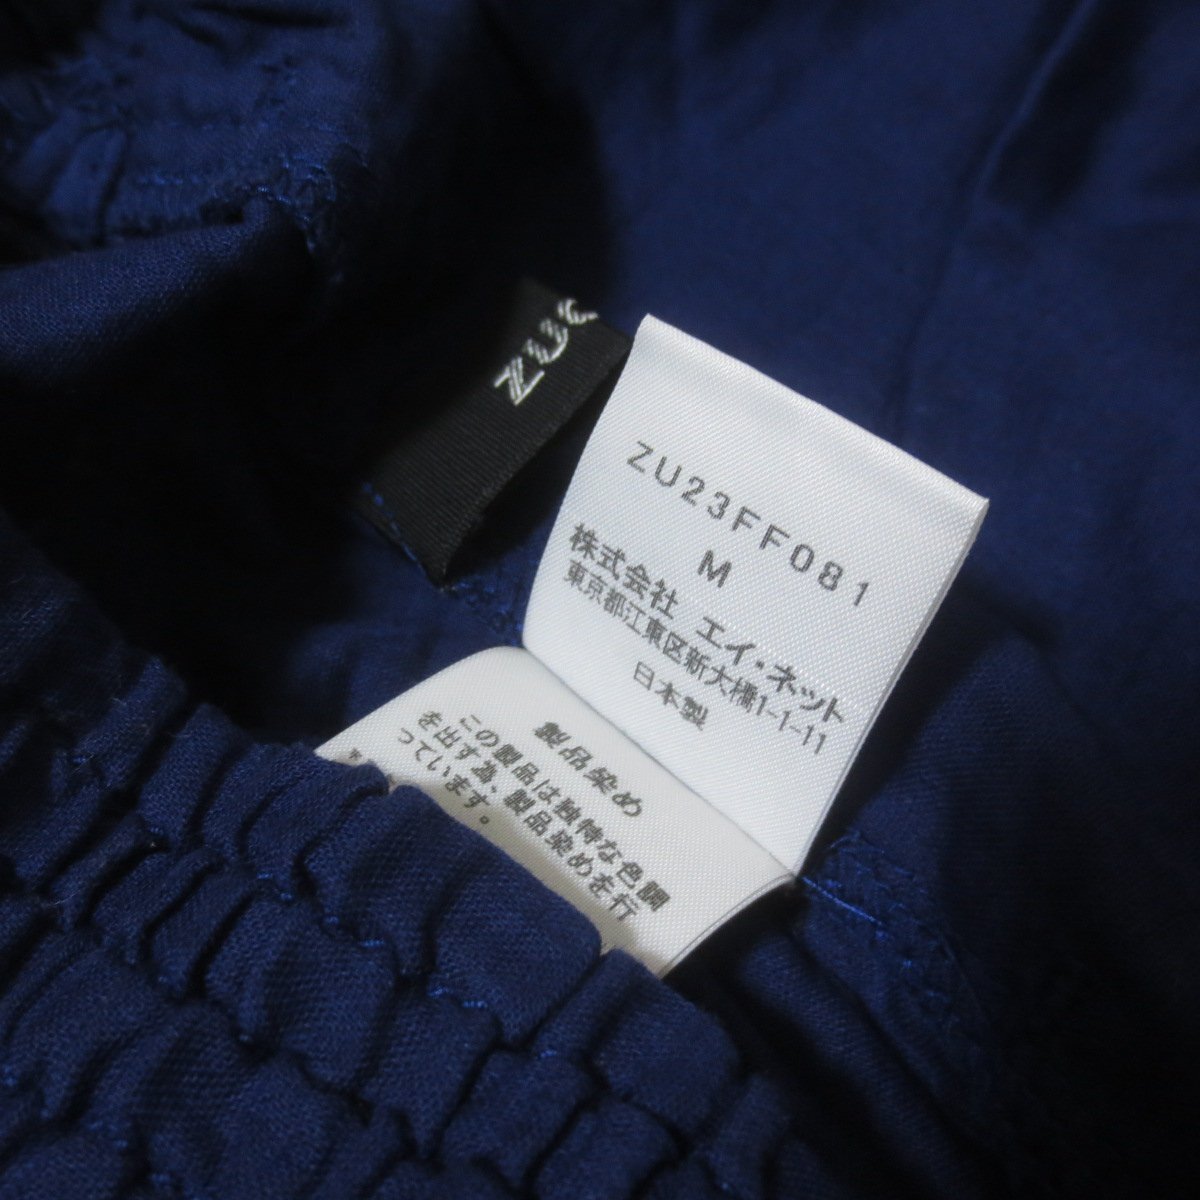 ZUC
ZU23FF081
M
株式会社 エイ・ネット
東京都江東区新大橋1-1-11
日本製
製品染め
この製品は独特な色調
を出す為、製品染めを行
っています。